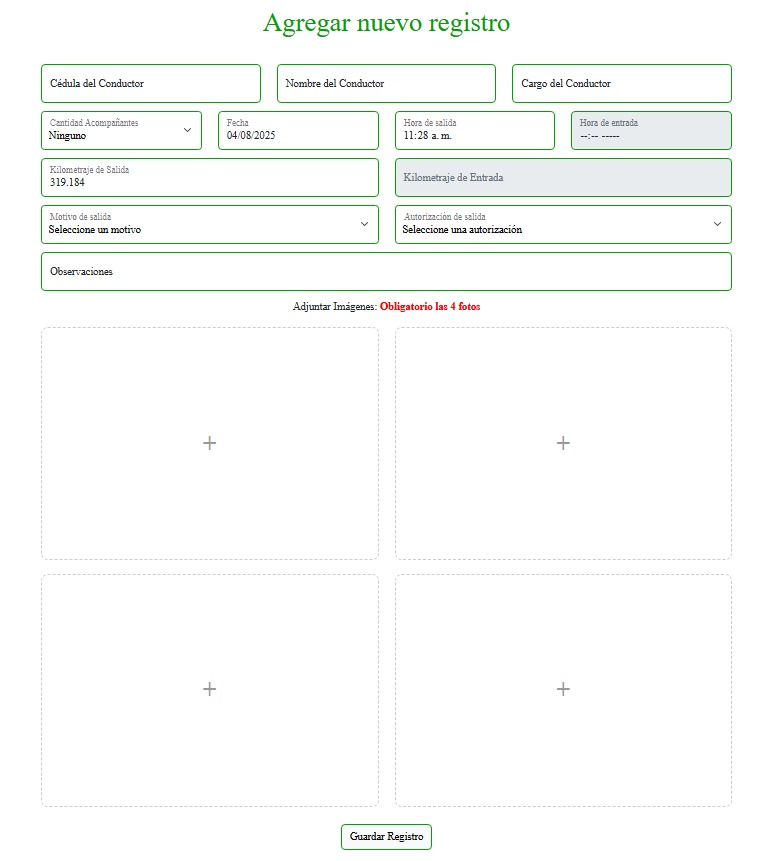 Agregar nuevo registro
Cédula del Conductor
Nombre del Conductor
Cargo del Conductor
Cantidad Acompañantes
Ninguno
Fecha
04/08/2025
Hora de salida
11:28 a. m.
Hora de entrada
--:-- -----
Kilometraje de Salida
319.184
Kilometraje de Entrada
Motivo de salida
Seleccione un motivo
Autorización de salida
Seleccione una autorización
Observaciones
Adjuntar Imágenes: Obligatorio las 4 fotos
+
+
+
+
Guardar Registro